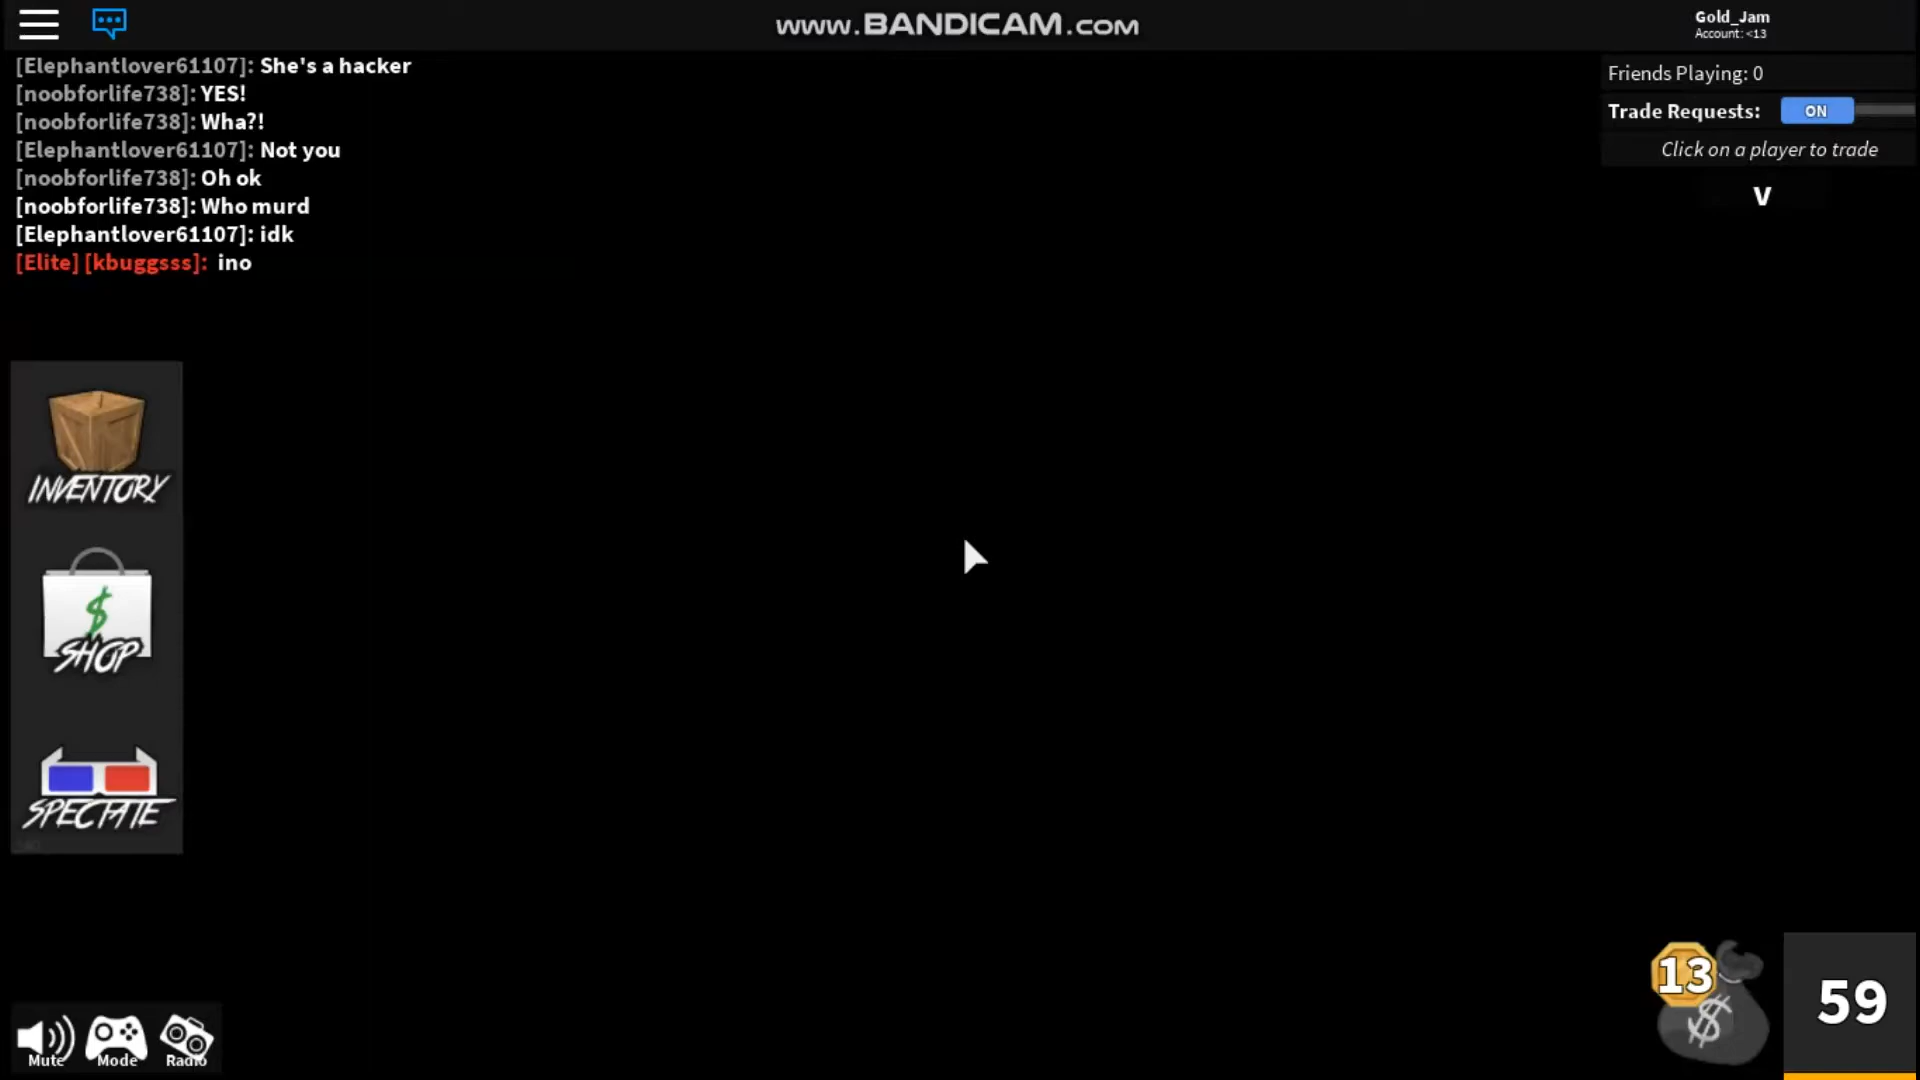 www.BANDICAM.com
Gold_Jam
Account: <13
[Elephantlover61107]: She's a hacker
[noobforlife738]: YES!
[noobforlife738]: Wha?!
[Elephantlover61107]: Not you
[noobforlife738]: Oh ok
[noobforlife738]: Who murd
[Elephantlover61107]: idk
[Elite] [kbuggsss]: ino
Friends Playing: 0
Trade Requests: ON
Click on a player to trade
V
INVENTORY
$
SHOP
SPECTATE
13
$
59
Mute Mode Radio